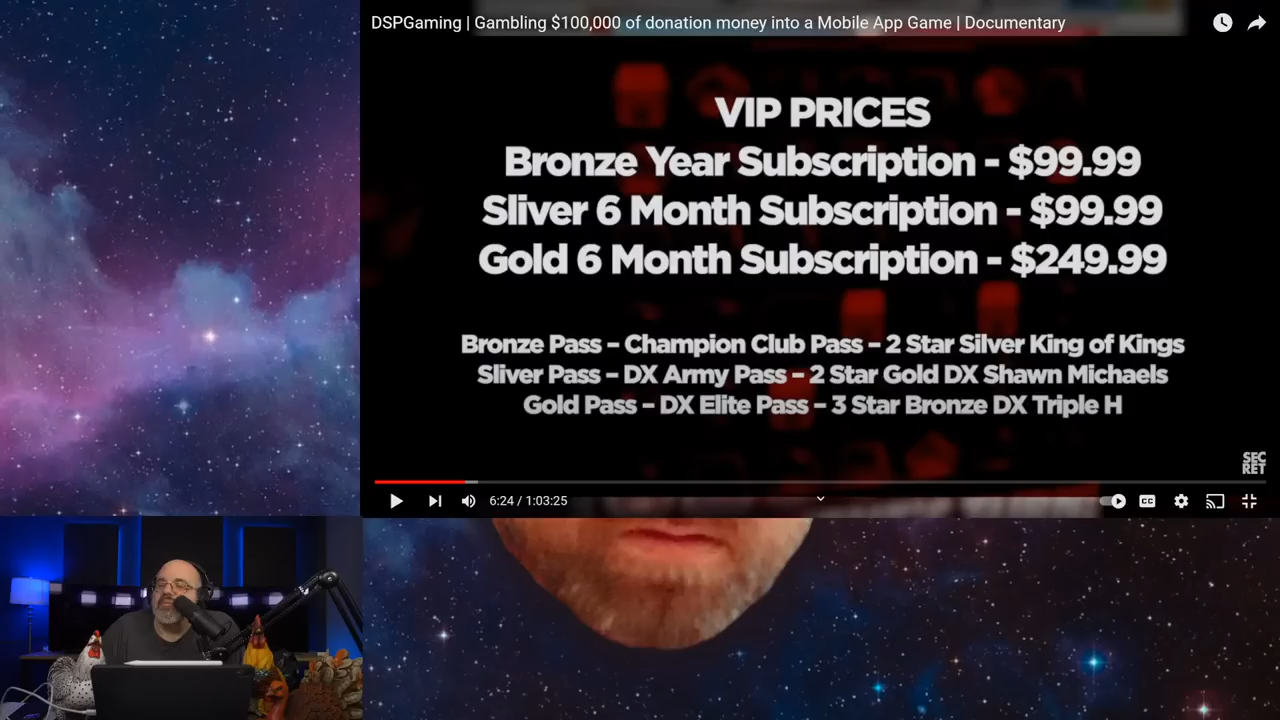 DSPGaming | Gambling $100,000 of donation money into a Mobile App Game | Documentary
VIP PRICES
Bronze Year Subscription - $99.99
Sliver 6 Month Subscription - $99.99
Gold 6 Month Subscription - $249.99
Bronze Pass – Champion Club Pass – 2 Star Silver King of Kings
Sliver Pass – DX Army Pass – 2 Star Gold DX Shawn Michaels
Gold Pass – DX Elite Pass – 3 Star Bronze DX Triple H
SEC
RET
6:24 / 1:03:25
CC